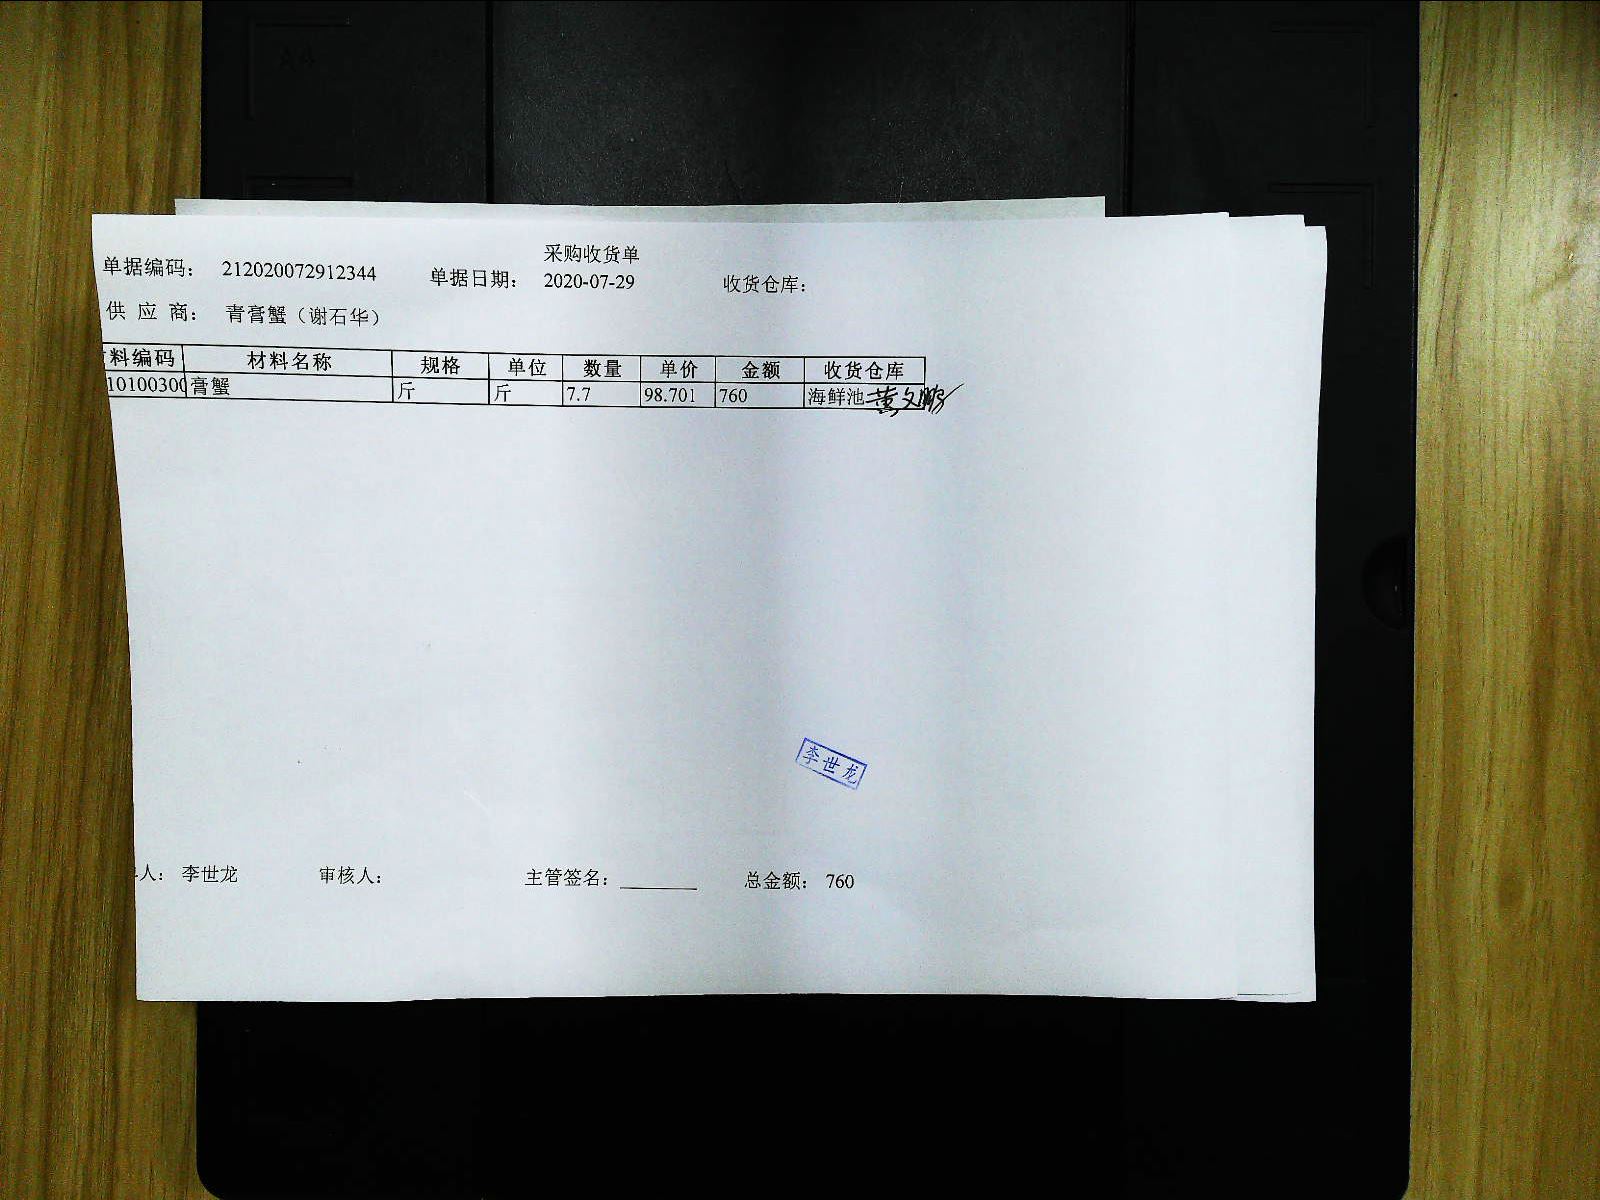 采购收货单
单据编码： 212020072912344 单据日期： 2020-07-29 收货仓库：
供 应 商： 青膏蟹（谢石华）
料编码 材料名称 规格 单位 数量 单价 金额 收货仓库
10100300 膏蟹 斤 斤 7.7 98.701 760 海鲜池
李世龙
人： 李世龙 审核人： 主管签名： 总金额： 760